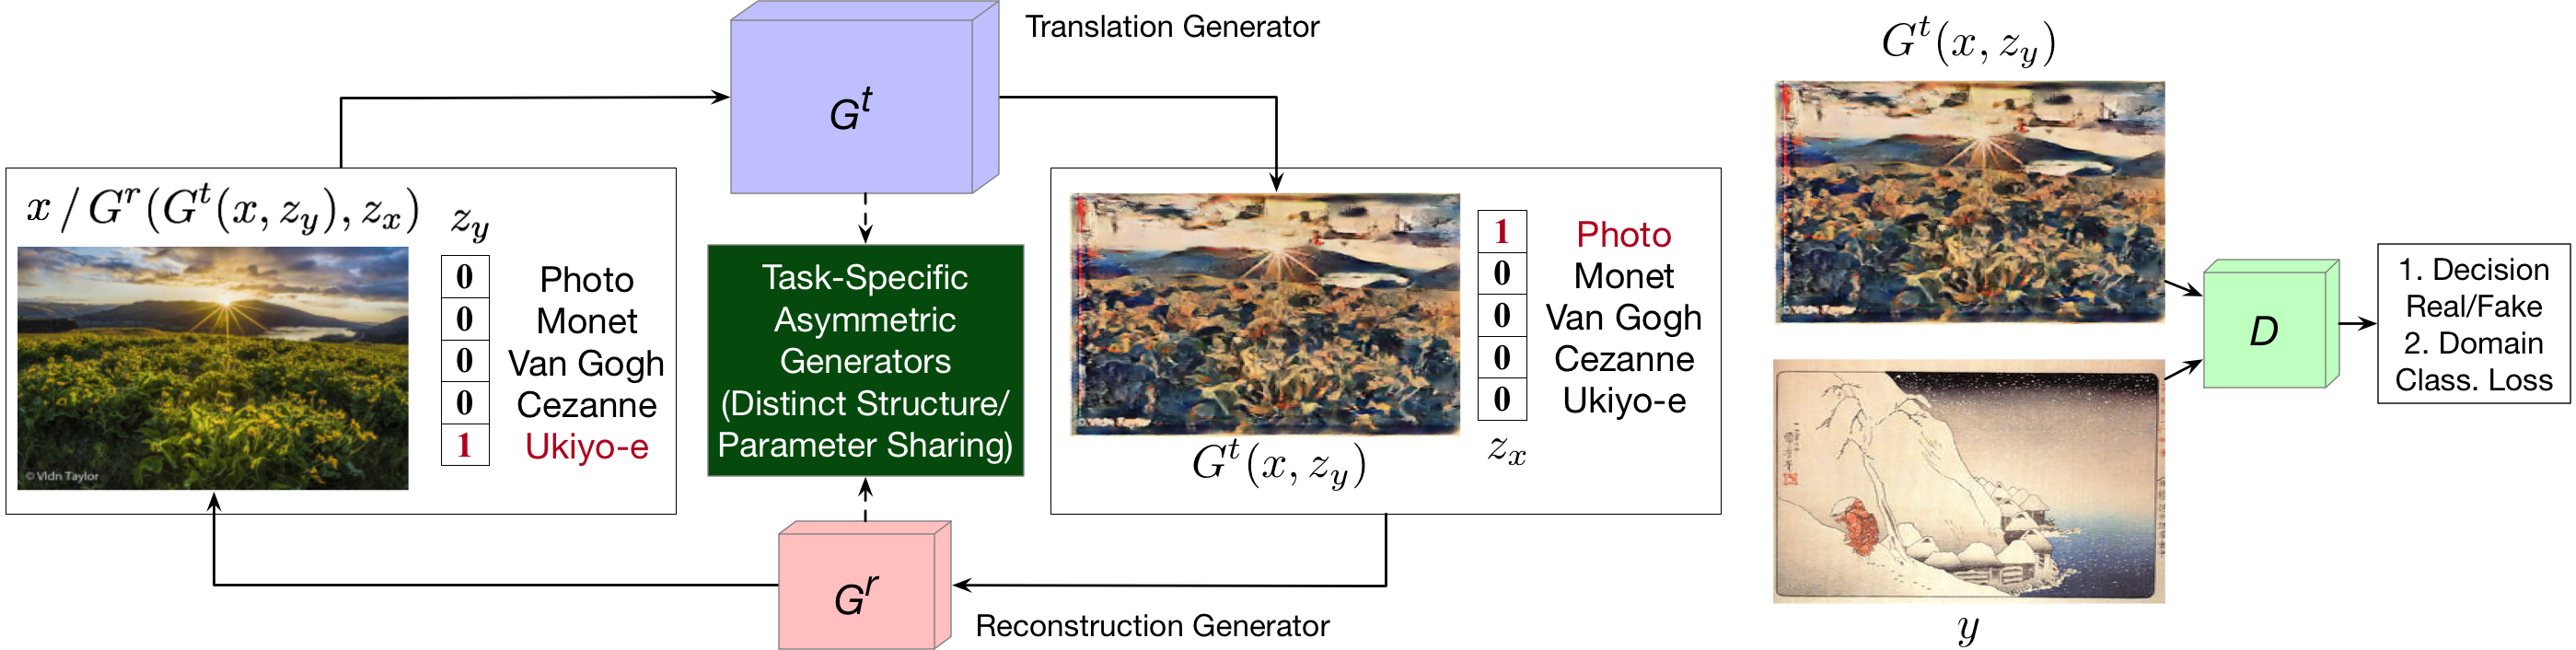 Translation Generator
G^t
x / G^r(G^t(x, z_y), z_x)
z_y
0 Photo
0 Monet
0 Van Gogh
0 Cezanne
1 Ukiyo-e
© Vldn Taylor
Task-Specific
Asymmetric
Generators
(Distinct Structure/
Parameter Sharing)
G^r
Reconstruction Generator
1 Photo
0 Monet
0 Van Gogh
0 Cezanne
0 Ukiyo-e
z_x
G^t(x, z_y)
G^t(x, z_y)
y
D
1. Decision
Real/Fake
2. Domain
Class. Loss